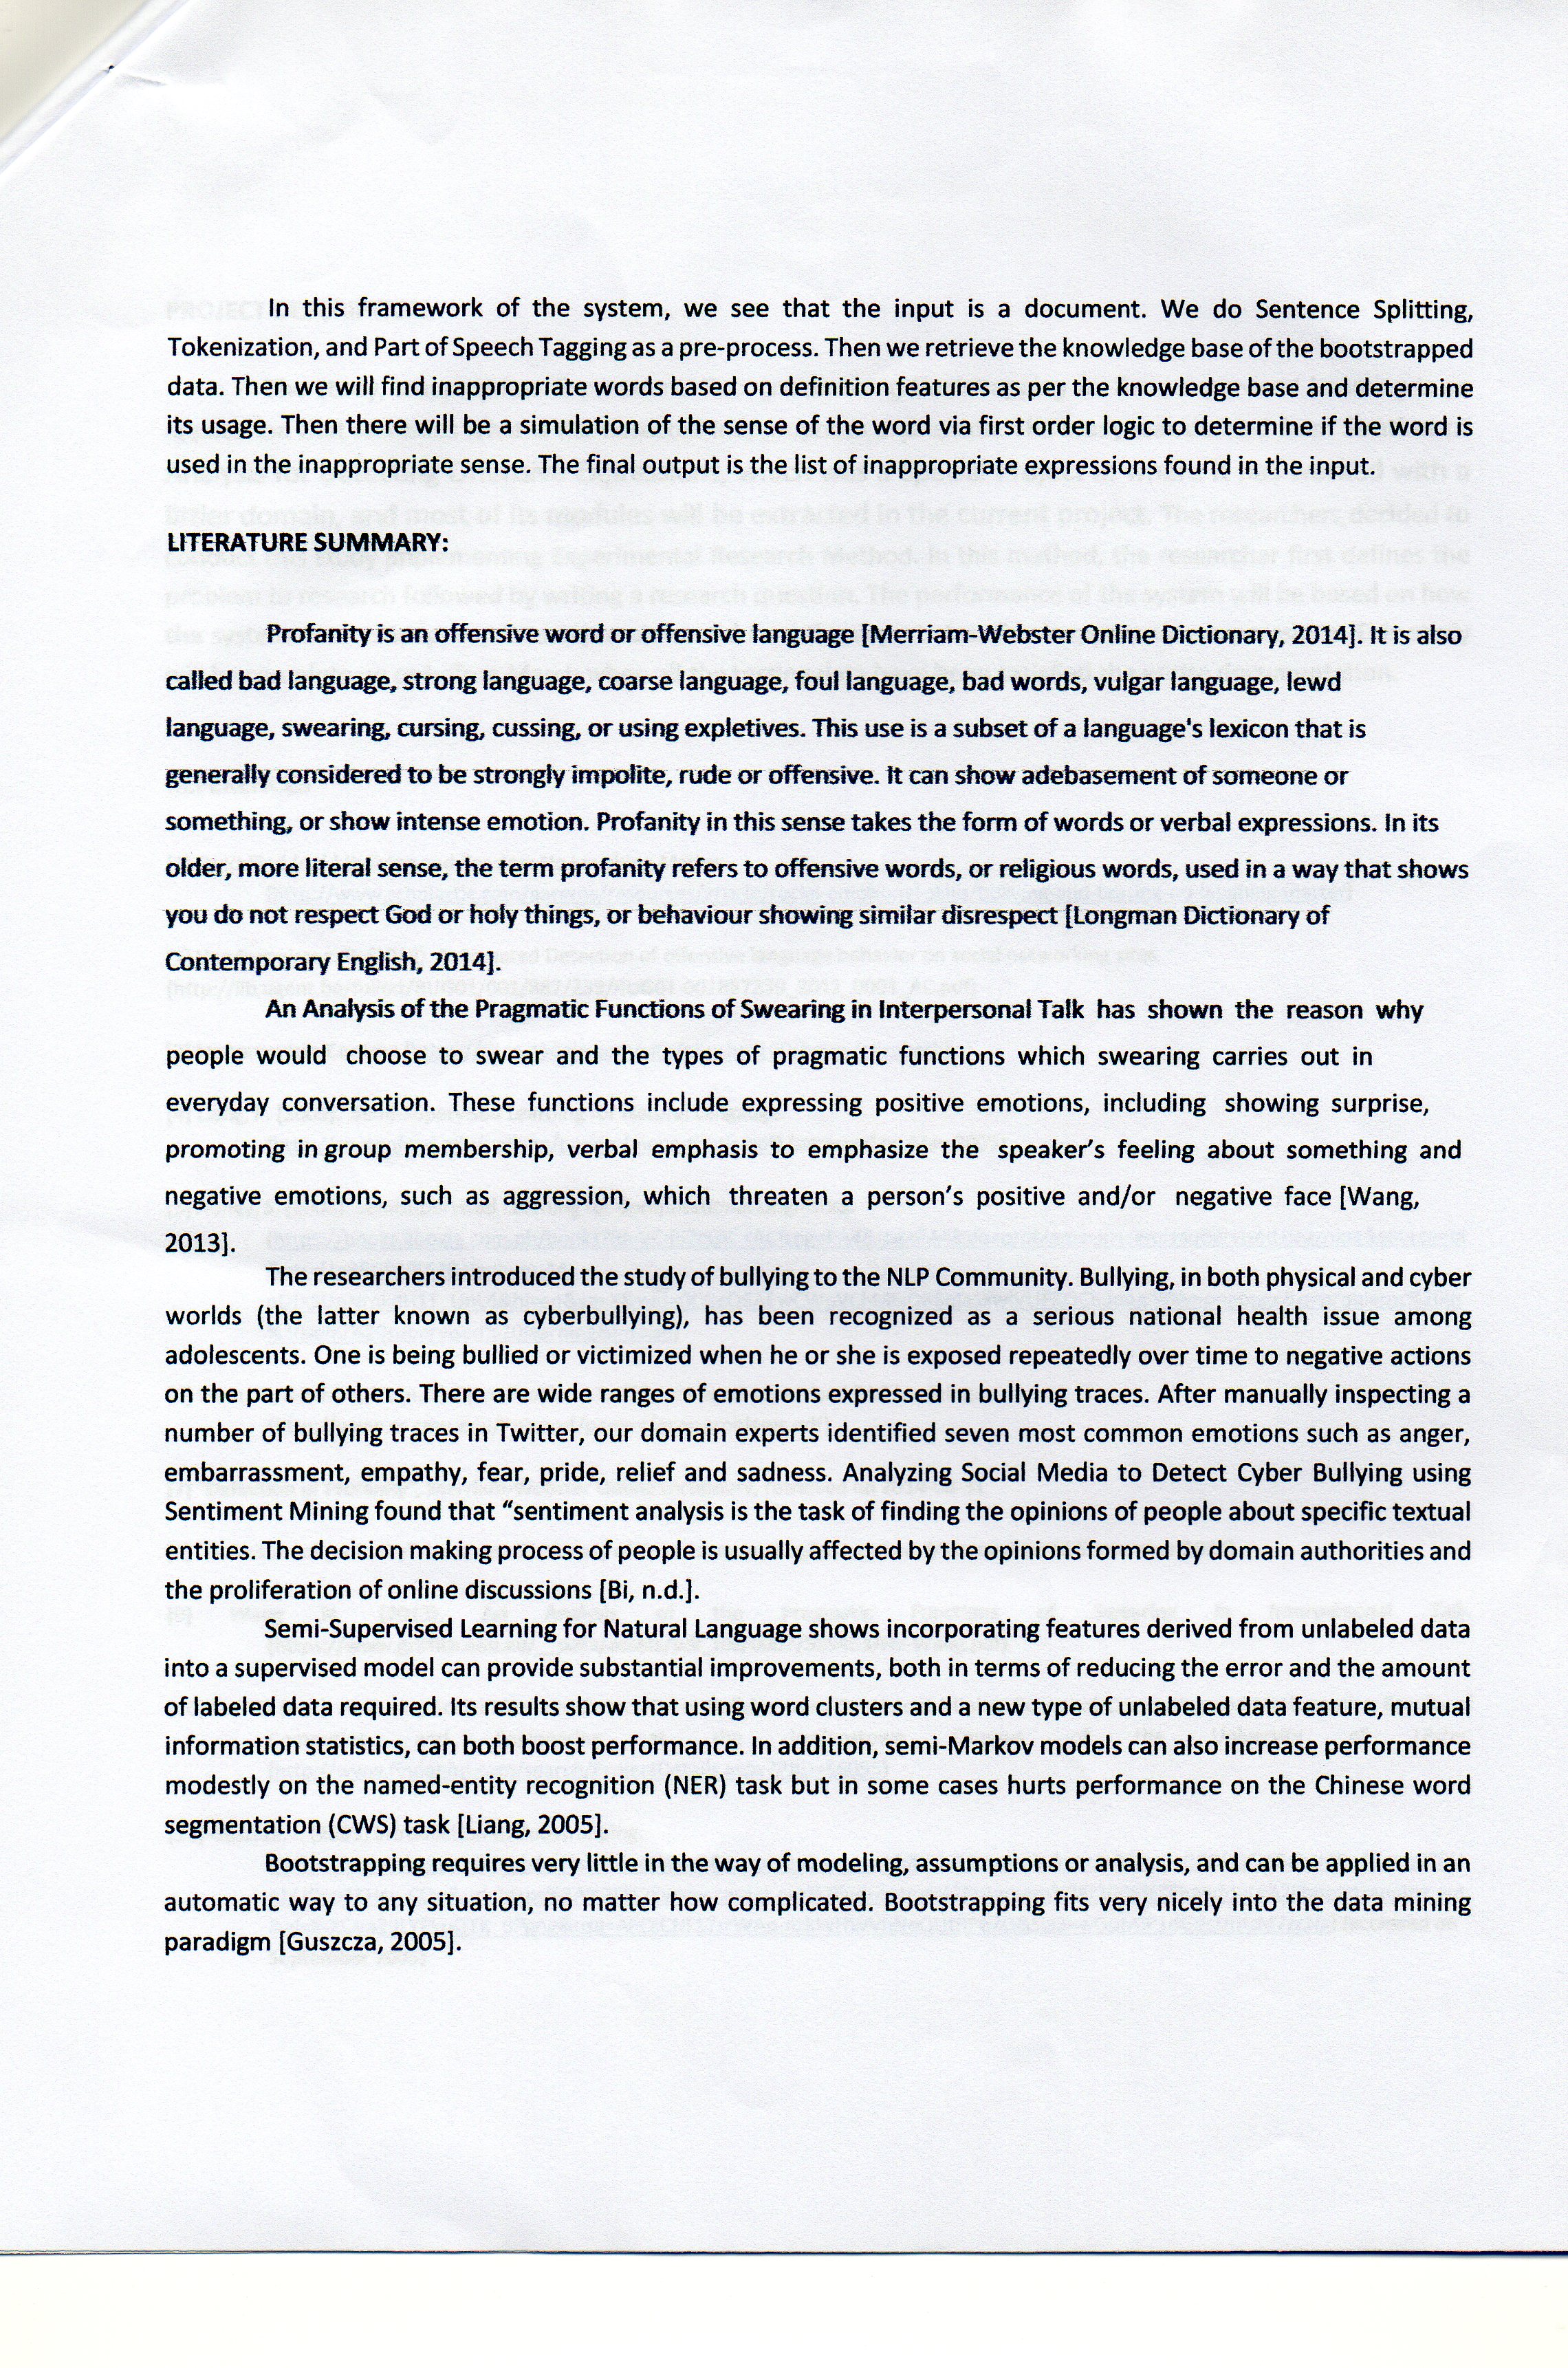 In this framework of the system, we see that the input is a document. We do Sentence Splitting,
Tokenization, and Part of Speech Tagging as a pre-process. Then we retrieve the knowledge base of the bootstrapped
data. Then we will find inappropriate words based on definition features as per the knowledge base and determine
its usage. Then there will be a simulation of the sense of the word via first order logic to determine if the word is
used in the inappropriate sense. The final output is the list of inappropriate expressions found in the input.
LITERATURE SUMMARY:
Profanity is an offensive word or offensive language [Merriam-Webster Online Dictionary, 2014]. It is also
called bad language, strong language, coarse language, foul language, bad words, vulgar language, lewd
language, swearing, cursing, cussing, or using expletives. This use is a subset of a language's lexicon that is
generally considered to be strongly impolite, rude or offensive. It can show adebasement of someone or
something, or show intense emotion. Profanity in this sense takes the form of words or verbal expressions. In its
older, more literal sense, the term profanity refers to offensive words, or religious words, used in a way that shows
you do not respect God or holy things, or behaviour showing similar disrespect [Longman Dictionary of
Contemporary English, 2014].
An Analysis of the Pragmatic Functions of Swearing in Interpersonal Talk has shown the reason why
people would choose to swear and the types of pragmatic functions which swearing carries out in
everyday conversation. These functions include expressing positive emotions, including showing surprise,
promoting in group membership, verbal emphasis to emphasize the speaker’s feeling about something and
negative emotions, such as aggression, which threaten a person’s positive and/or negative face [Wang,
2013].
The researchers introduced the study of bullying to the NLP Community. Bullying, in both physical and cyber
worlds (the latter known as cyberbullying), has been recognized as a serious national health issue among
adolescents. One is being bullied or victimized when he or she is exposed repeatedly over time to negative actions
on the part of others. There are wide ranges of emotions expressed in bullying traces. After manually inspecting a
number of bullying traces in Twitter, our domain experts identified seven most common emotions such as anger,
embarrassment, empathy, fear, pride, relief and sadness. Analyzing Social Media to Detect Cyber Bullying using
Sentiment Mining found that “sentiment analysis is the task of finding the opinions of people about specific textual
entities. The decision making process of people is usually affected by the opinions formed by domain authorities and
the proliferation of online discussions [Bi, n.d.].
Semi-Supervised Learning for Natural Language shows incorporating features derived from unlabeled data
into a supervised model can provide substantial improvements, both in terms of reducing the error and the amount
of labeled data required. Its results show that using word clusters and a new type of unlabeled data feature, mutual
information statistics, can both boost performance. In addition, semi-Markov models can also increase performance
modestly on the named-entity recognition (NER) task but in some cases hurts performance on the Chinese word
segmentation (CWS) task [Liang, 2005].
Bootstrapping requires very little in the way of modeling, assumptions or analysis, and can be applied in an
automatic way to any situation, no matter how complicated. Bootstrapping fits very nicely into the data mining
paradigm [Guszcza, 2005].